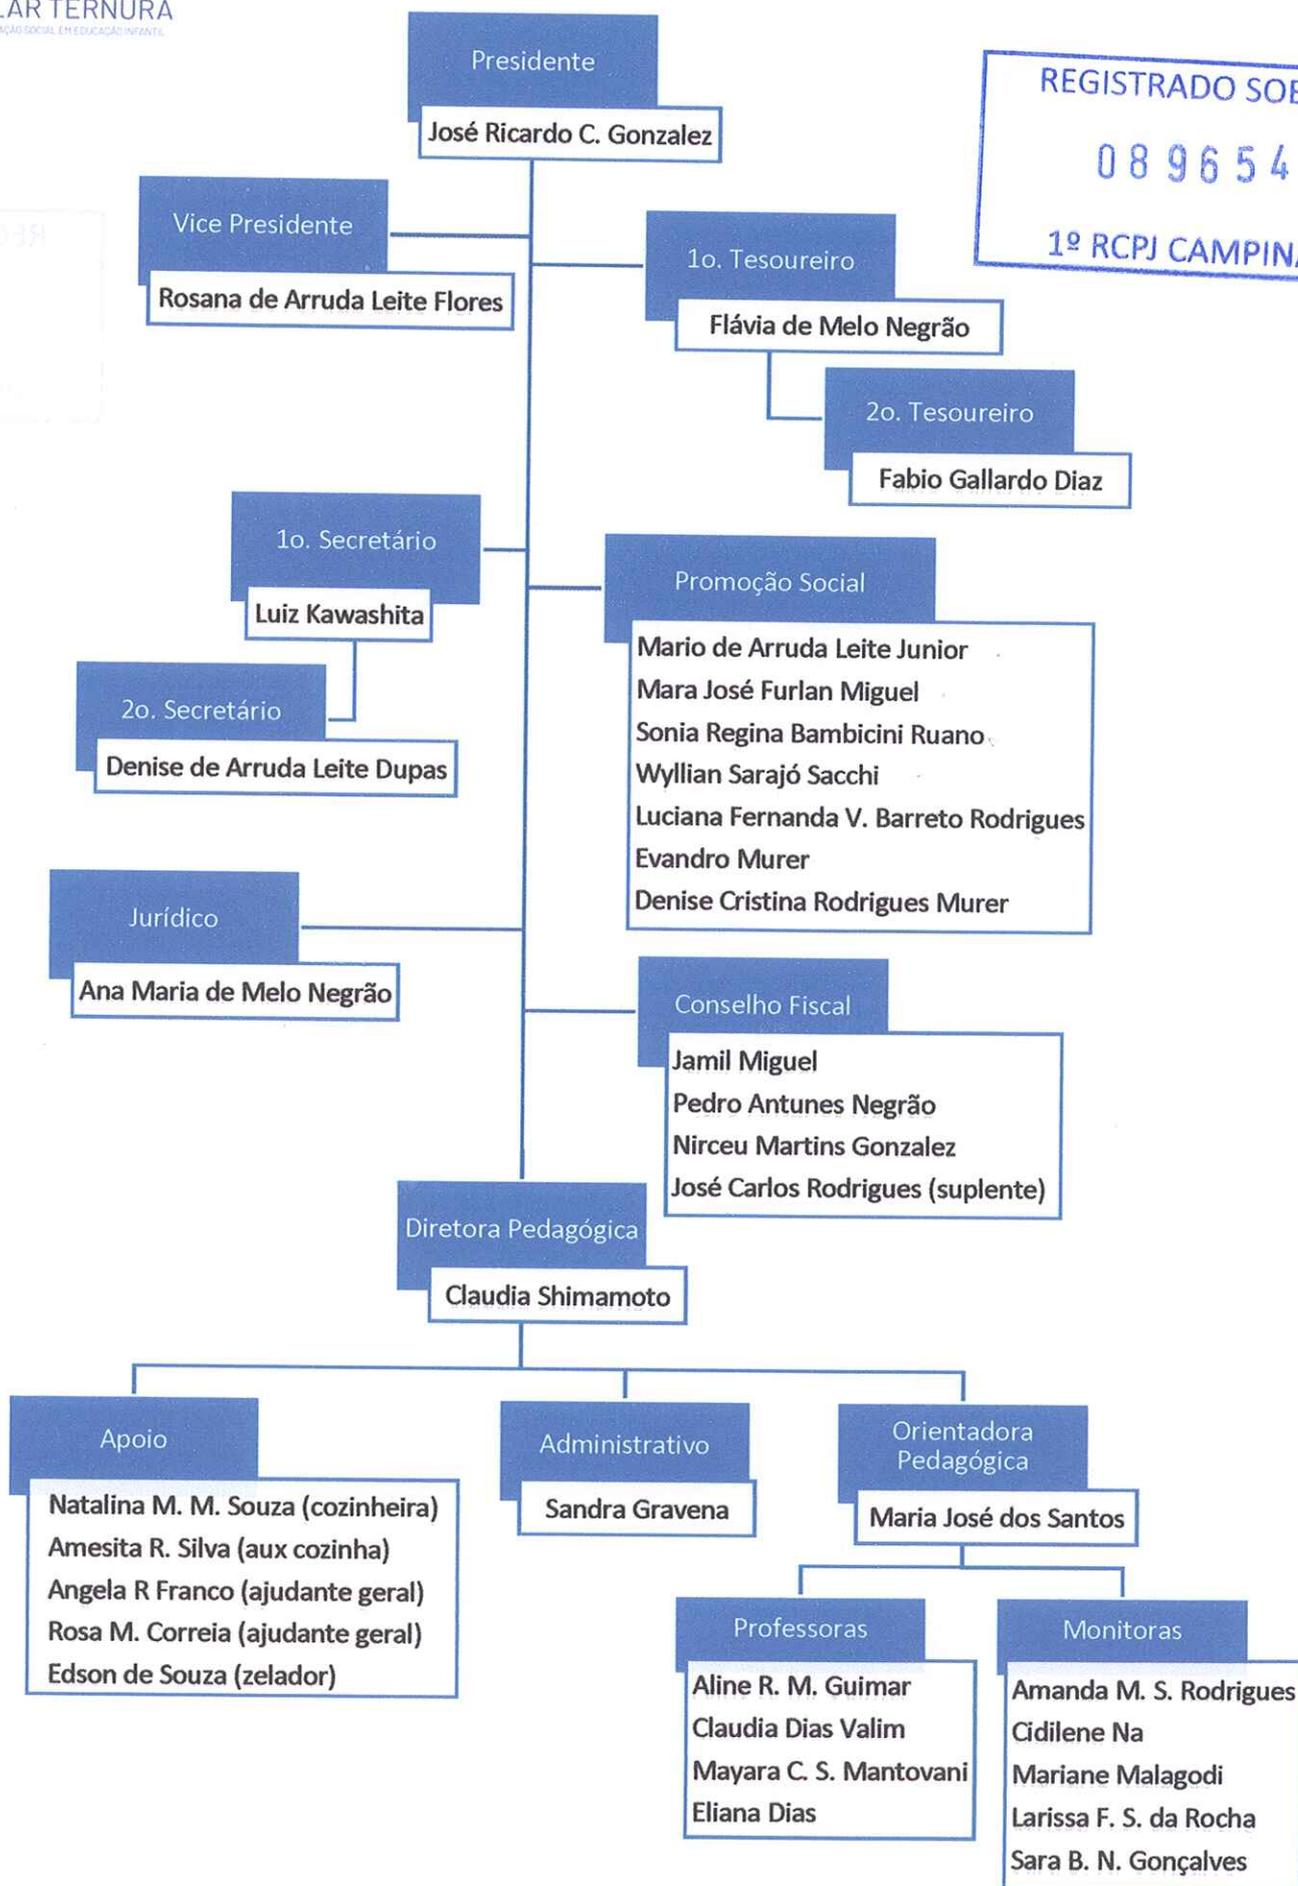 LAR TERNURA
AÇÃO SOCIAL EM EDUCAÇÃO INFANTIL
Presidente
José Ricardo C. Gonzalez
REGISTRADO
089654
1º RCPJ
Vice Presidente
Rosana de Arruda Leite Flores
1o. Tesoureiro
Flávia de Melo Negrão
2o. Tesoureiro
Fabio Gallardo Diaz
1o. Secretário
Luiz Kawashita
2o. Secretário
Denise de Arruda Leite Dupas
Promoção Social
Mario de Arruda Leite Junior
Mara José Furlan Miguel
Sonia Regina Bambicini Ruano
Wyllian Sarajó Sacchi
Luciana Fernanda V. Barreto Rodrigues
Evandro Murer
Denise Cristina Rodrigues Murer
Jurídico
Ana Maria de Melo Negrão
Conselho Fiscal
Jamil Miguel
Pedro Antunes Negrão
Nirceu Martins Gonzalez
José Carlos Rodrigues (suplente)
Diretora Pedagógica
Claudia Shimamoto
Apoio
Natalina M. M. Souza (cozinheira)
Amesita R. Silva (aux cozinha)
Angela R Franco (ajudante geral)
Rosa M. Correia (ajudante geral)
Edson de Souza (zelador)
Administrativo
Sandra Gravena
Orientadora
Pedagógica
Maria José dos Santos
Professoras
Aline R. M. Guimar
Claudia Dias Valim
Mayara C. S. Mantovani
Eliana Dias
Monitoras
Amanda M. S. Rodrigues
Cidilene Na
Mariane Malagodi
Larissa F. S. da Rocha
Sara B. N. Gonçalves